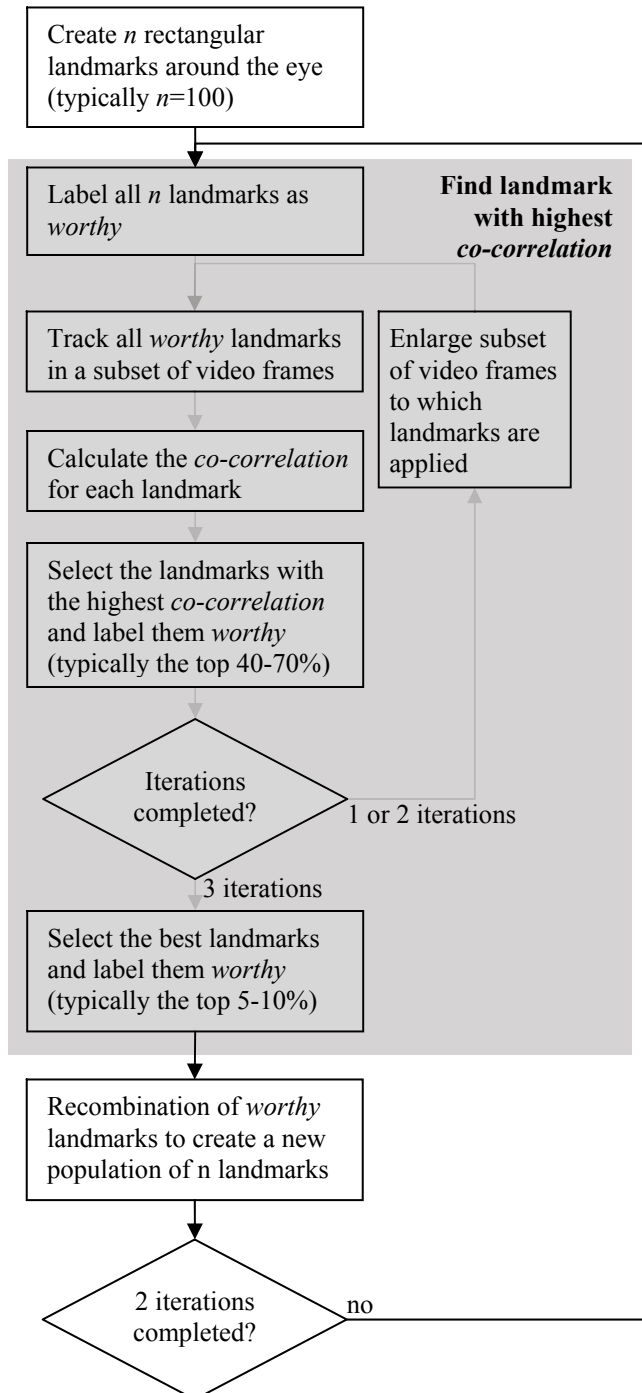 Create n rectangular
landmarks around the eye
(typically n=100)
Find landmark
with highest
co-correlation
Label all n landmarks as
worthy
Track all worthy landmarks
in a subset of video frames
Enlarge subset
of video frames
to which
landmarks are
applied
Calculate the co-correlation
for each landmark
Select the landmarks with
the highest co-correlation
and label them worthy
(typically the top 40-70%)
Iterations
completed?
1 or 2 iterations
3 iterations
Select the best landmarks
and label them worthy
(typically the top 5-10%)
Recombination of worthy
landmarks to create a new
population of n landmarks
2 iterations
completed?
no